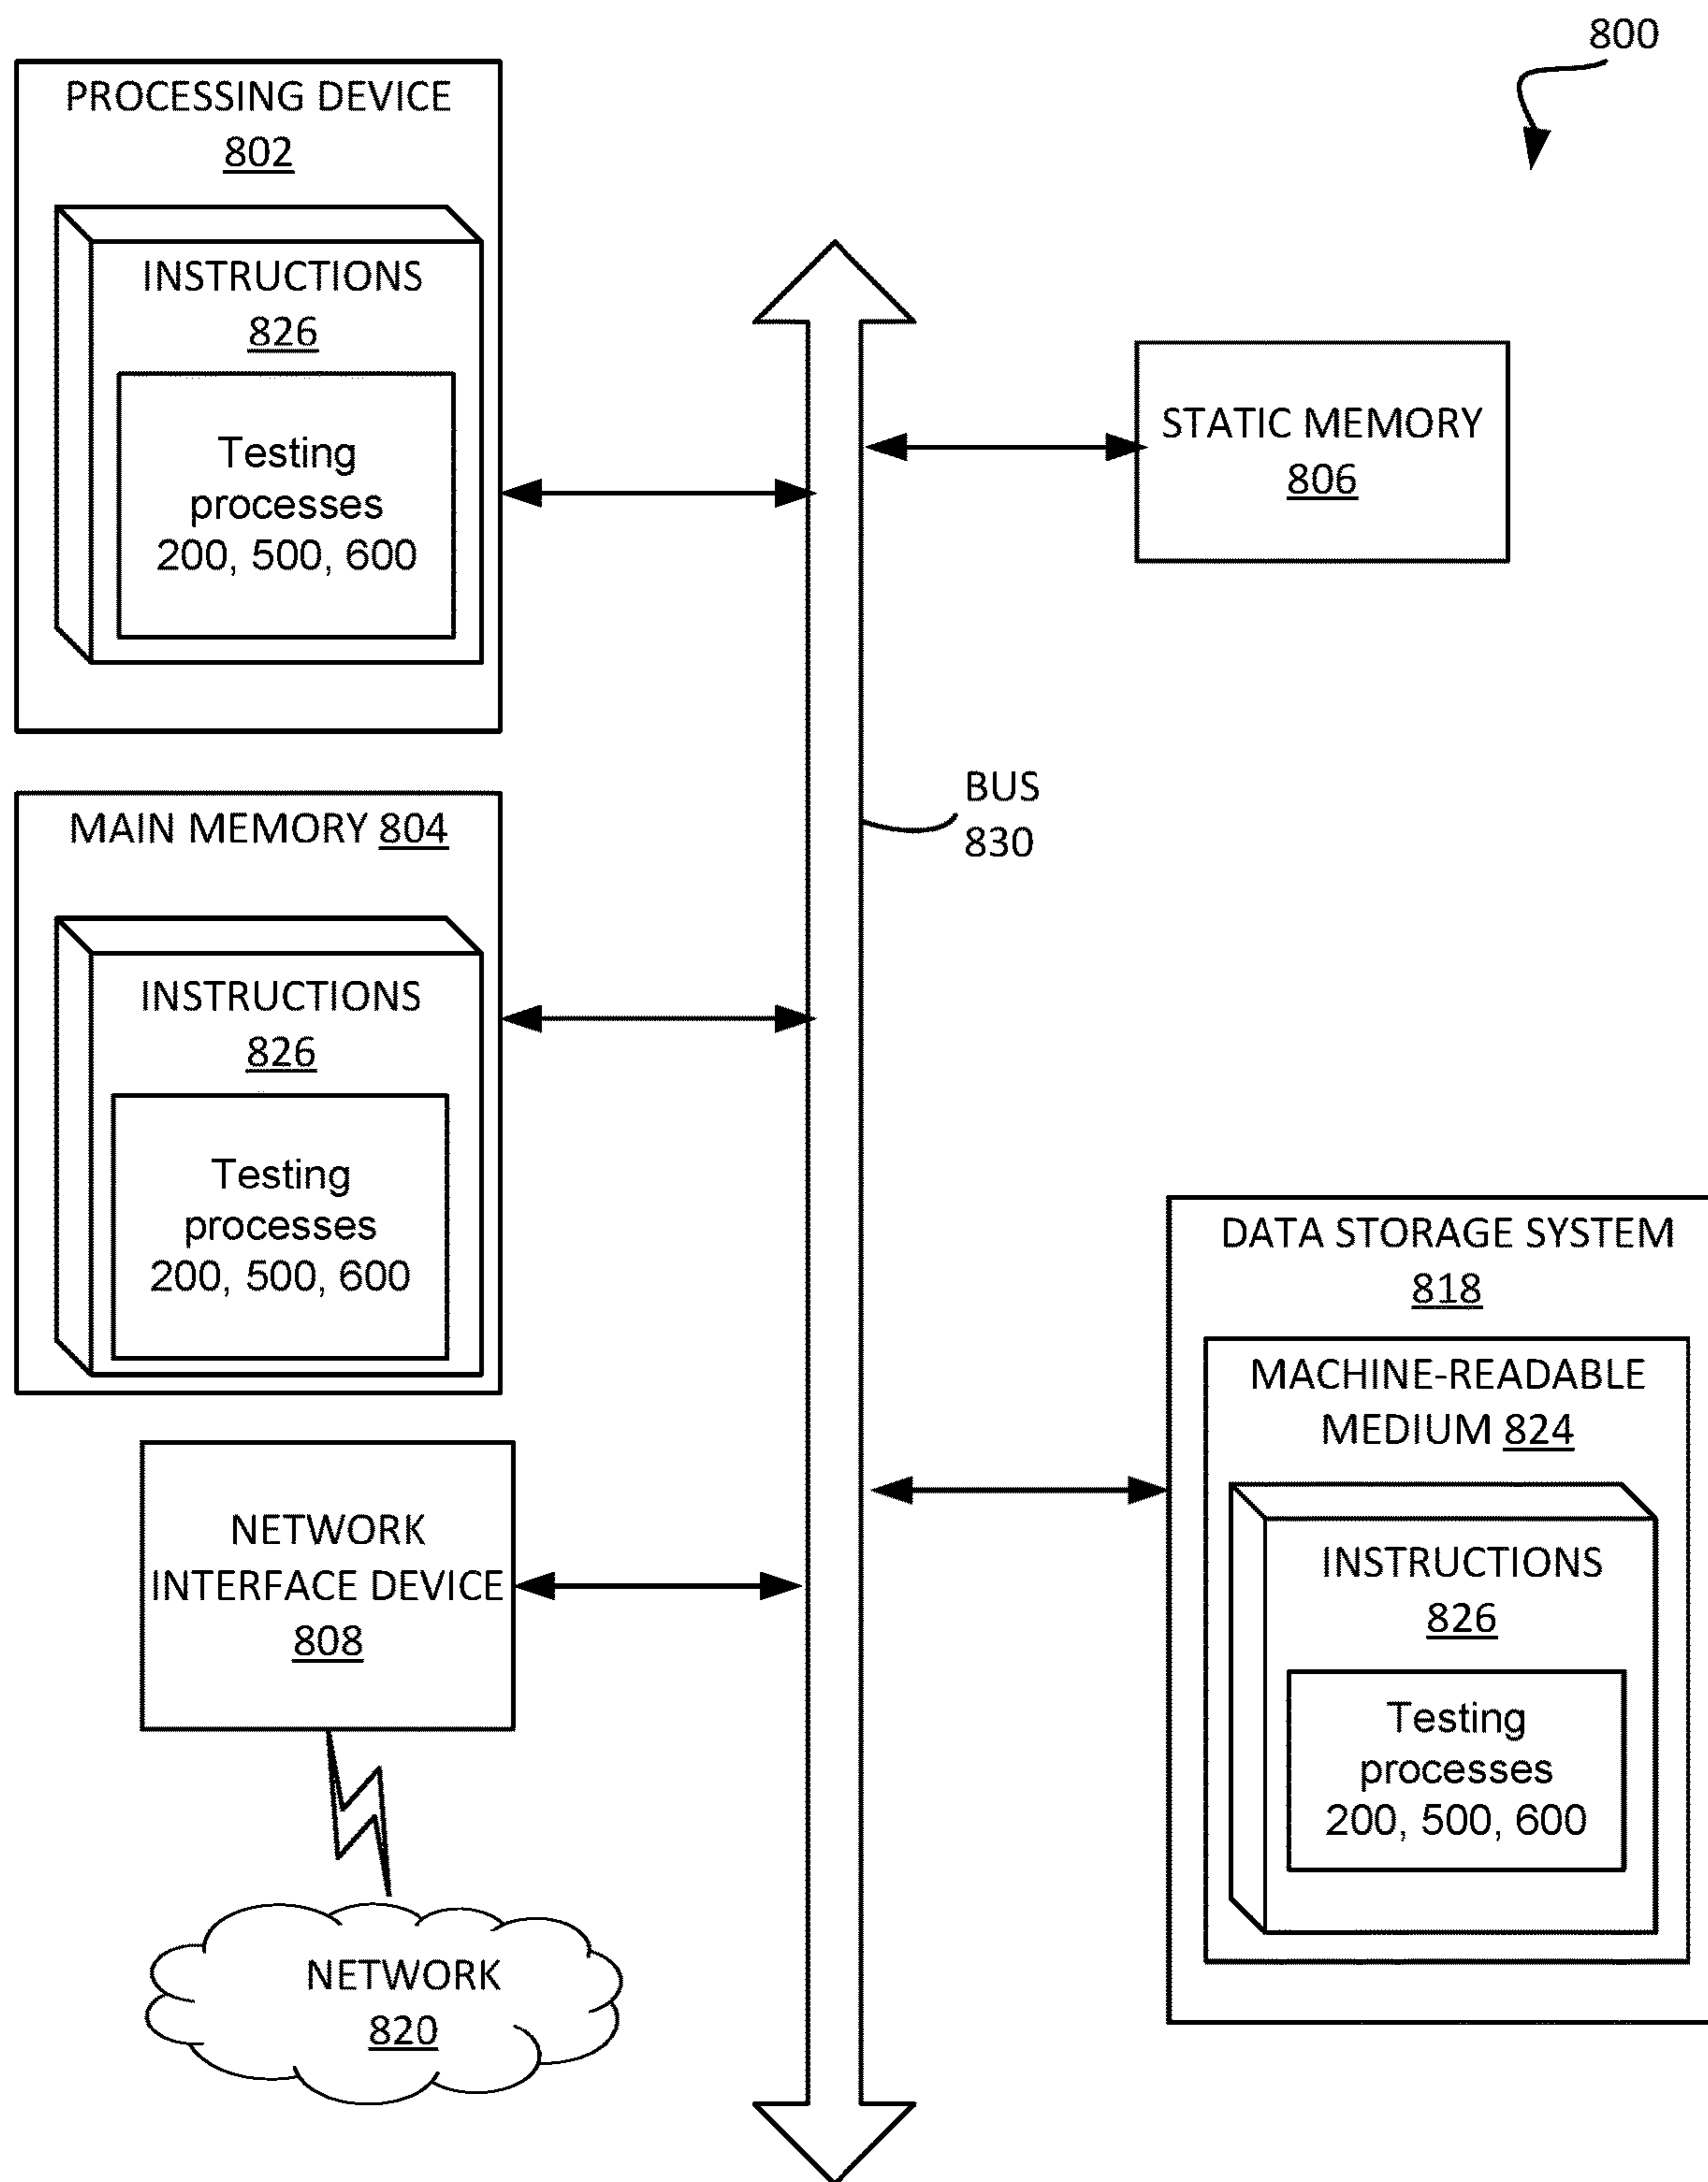 800
PROCESSING DEVICE
802
INSTRUCTIONS
826
Testing
processes
200, 500, 600
STATIC MEMORY
806
BUS
830
MAIN MEMORY 804
INSTRUCTIONS
826
Testing
processes
200, 500, 600
DATA STORAGE SYSTEM
818
MACHINE-READABLE
MEDIUM 824
INSTRUCTIONS
826
Testing
processes
200, 500, 600
NETWORK
INTERFACE DEVICE
808
NETWORK
820